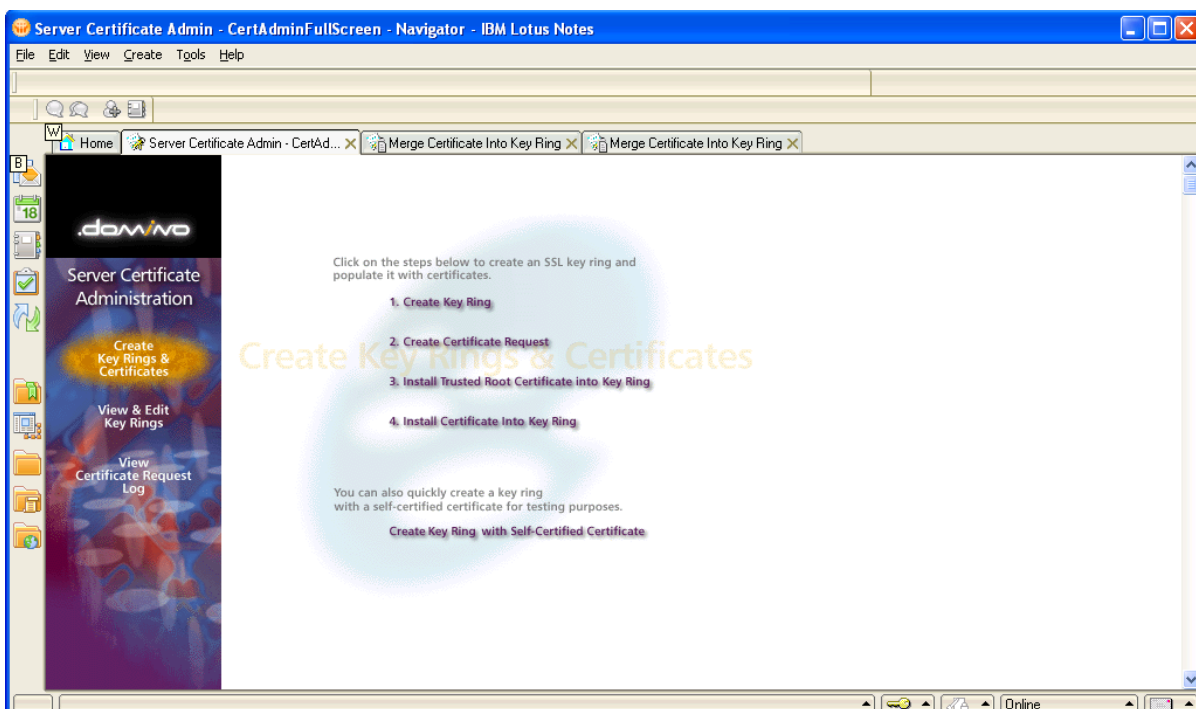 Server Certificate Admin - CertAdminFullScreen - Navigator - IBM Lotus Notes
File Edit View Create Tools Help
W
Home
Server Certificate Admin - CertAd...
Merge Certificate Into Key Ring
Merge Certificate Into Key Ring
B
18
.domino
Server Certificate
Administration
Create
Key Rings &
Certificates
View & Edit
Key Rings
View
Certificate Request
Log
Create Key Rings & Certificates
Click on the steps below to create an SSL key ring and
populate it with certificates.
1. Create Key Ring
2. Create Certificate Request
3. Install Trusted Root Certificate into Key Ring
4. Install Certificate Into Key Ring
You can also quickly create a key ring
with a self-certified certificate for testing purposes.
Create Key Ring with Self-Certified Certificate
Online